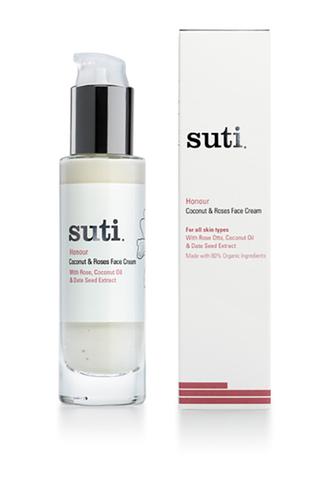 suti.
Honour
Coconut & Roses Face Cream
With Rose, Coconut Oil
& Date Seed Extract
suti.
Honour
Coconut & Roses Face Cream
For all skin types
With Rose Otto, Coconut Oil
& Date Seed Extract
Made with 80% Organic Ingredients